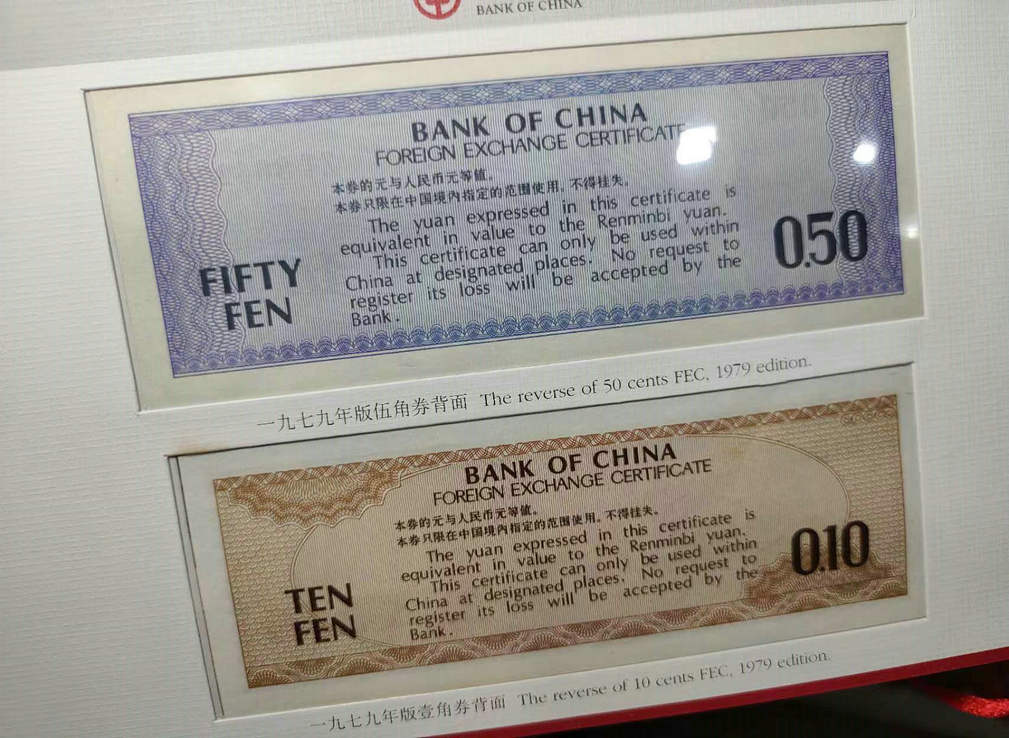 BANK OF CHINA
BANK OF CHINA
FOREIGN EXCHANGE CERTIFICATE
本券的元与人民币元等值。
本券只限在中国境内指定的范围使用,不得挂失。
The yuan expressed in this certificate is
equivalent in value to the Renminbi yuan.
This certificate can only be used within
China at designated places. No request to
register its loss will be accepted by the
Bank.
FIFTY
FEN
0.50
一九七九年版伍角券背面 The reverse of 50 cents FEC, 1979 edition.
BANK OF CHINA
FOREIGN EXCHANGE CERTIFICATE
本券的元与人民币元等值。
本券只限在中国境内指定的范围使用,不得挂失。
The yuan expressed in this certificate is
equivalent in value to the Renminbi yuan.
This certificate can only be used within
China at designated places. No request to
register its loss will be accepted by the
Bank.
TEN
FEN
0.10
一九七九年版壹角券背面 The reverse of 10 cents FEC, 1979 edition.